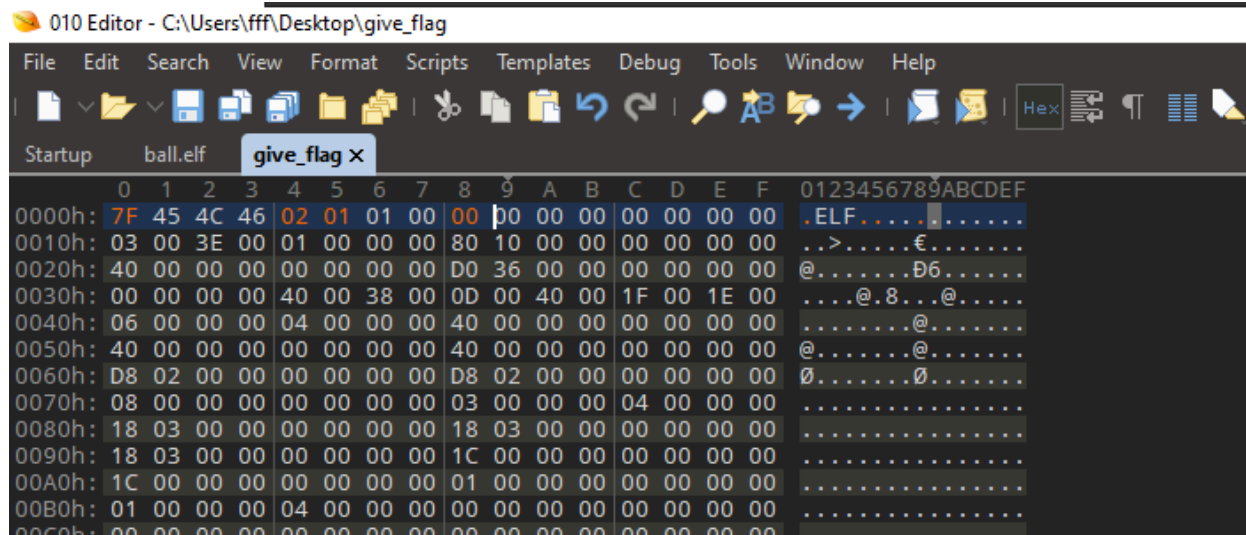 010 Editor - C:\Users\fff\Desktop\give_flag
File Edit Search View Format Scripts Templates Debug Tools Window Help
Hex
Startup ball.elf give_flag ×
0 1 2 3 4 5 6 7 8 9 A B C D E F 0123456789ABCDEF
0000h: 7F 45 4C 46 02 01 01 00 00 00 00 00 00 00 00 00 .ELF............
0010h: 03 00 3E 00 01 00 00 00 80 10 00 00 00 00 00 00 ..>.....€.......
0020h: 40 00 00 00 00 00 00 00 D0 36 00 00 00 00 00 00 @.......Ð6......
0030h: 00 00 00 00 40 00 38 00 0D 00 40 00 1F 00 1E 00 ....@.8...@.....
0040h: 06 00 00 00 04 00 00 00 40 00 00 00 00 00 00 00 ........@.......
0050h: 40 00 00 00 00 00 00 00 40 00 00 00 00 00 00 00 @.......@.......
0060h: D8 02 00 00 00 00 00 00 D8 02 00 00 00 00 00 00 Ø.......Ø.......
0070h: 08 00 00 00 00 00 00 00 03 00 00 00 04 00 00 00 ................
0080h: 18 03 00 00 00 00 00 00 18 03 00 00 00 00 00 00 ................
0090h: 18 03 00 00 00 00 00 00 1C 00 00 00 00 00 00 00 ................
00A0h: 1C 00 00 00 00 00 00 00 01 00 00 00 00 00 00 00 ................
00B0h: 01 00 00 00 04 00 00 00 00 00 00 00 00 00 00 00 ................